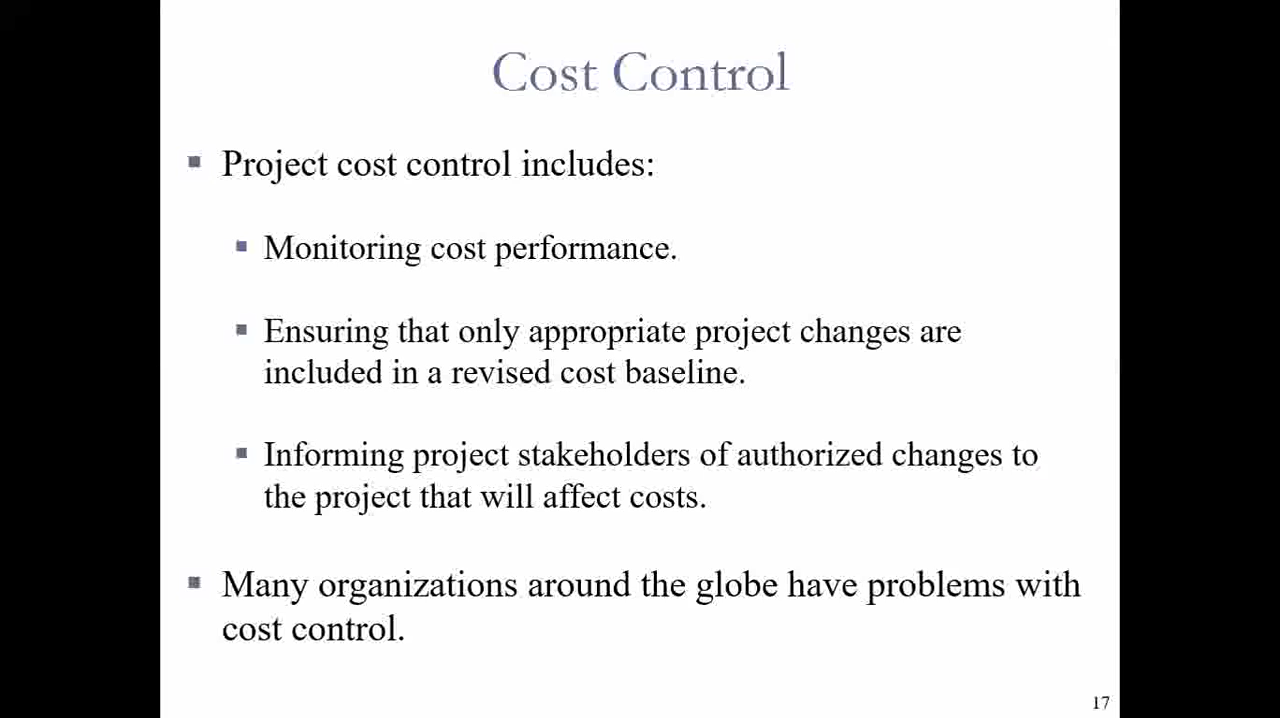 Cost Control
Project cost control includes:
Monitoring cost performance.
Ensuring that only appropriate project changes are
included in a revised cost baseline.
Informing project stakeholders of authorized changes to
the project that will affect costs.
Many organizations around the globe have problems with
cost control.
17